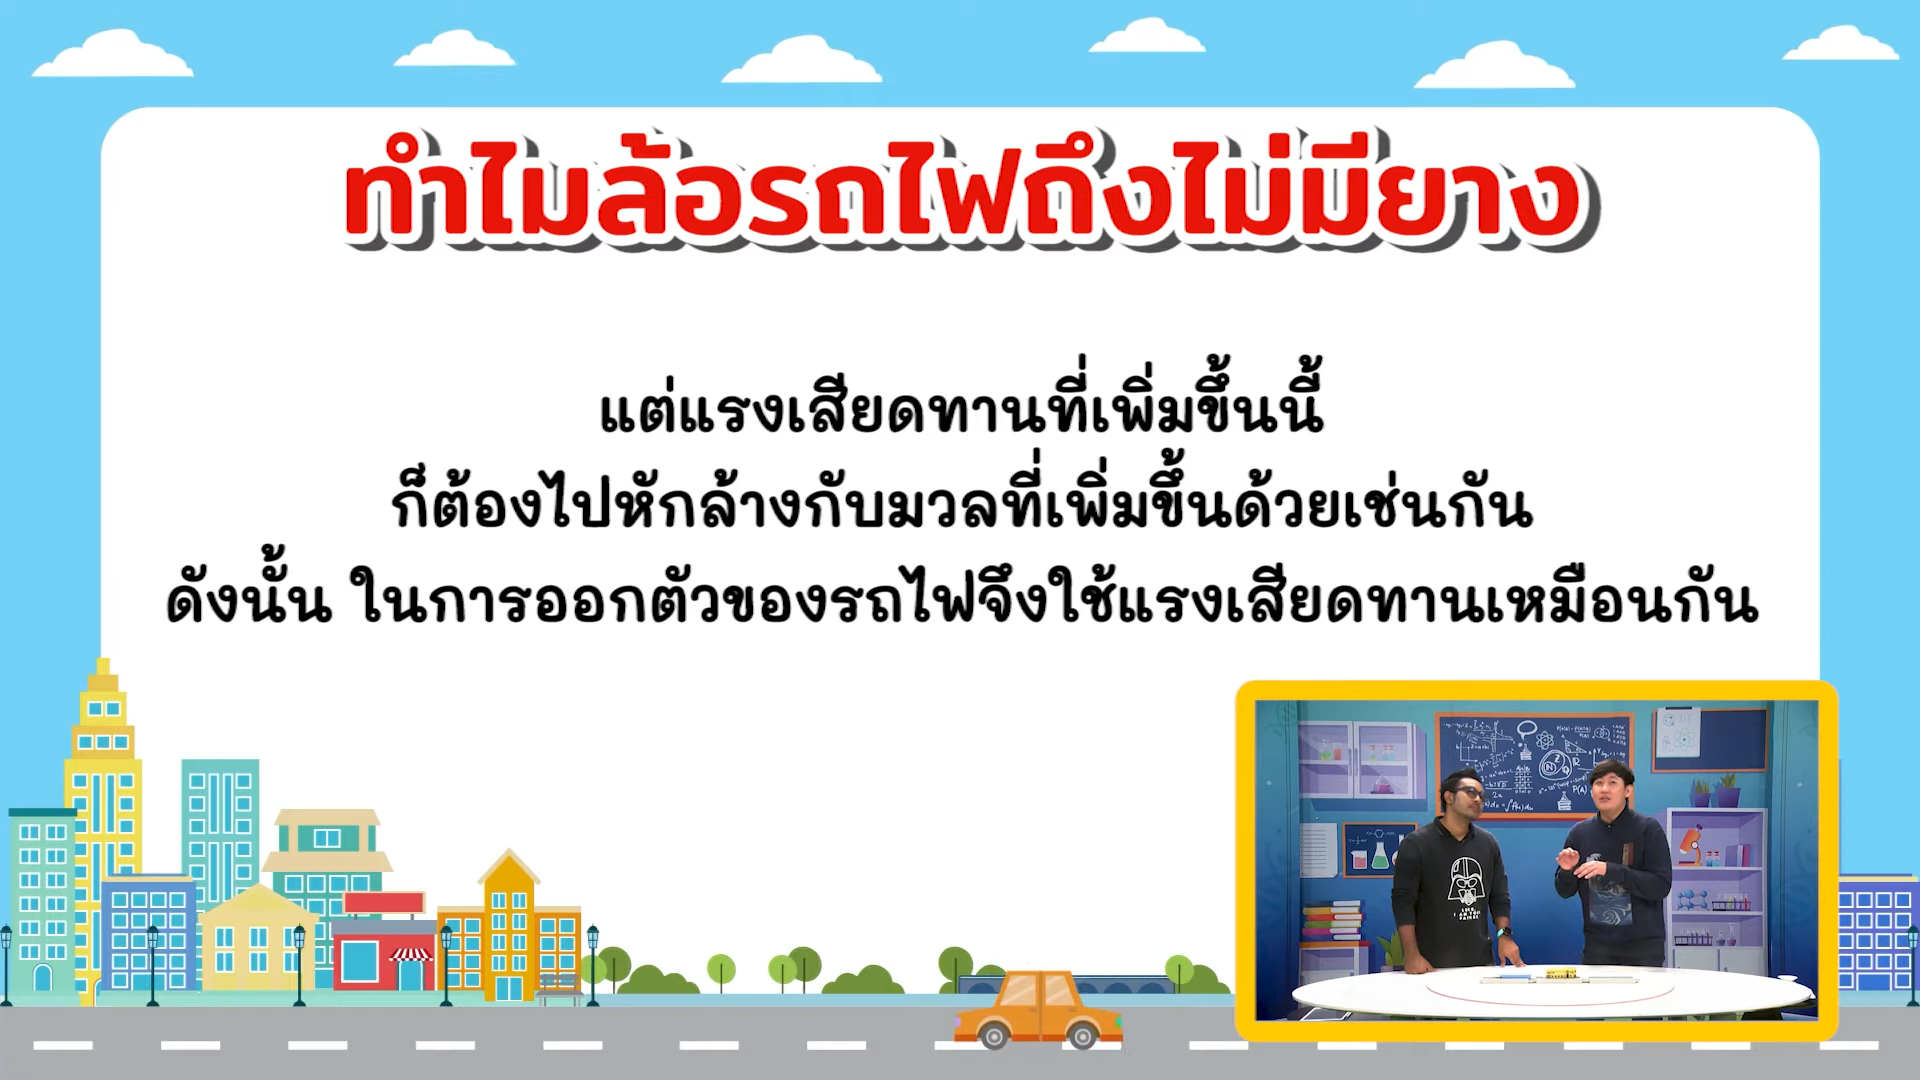 ทำไมล้อรถไฟถึงไม่มียาง
แต่แรงเสียดทานที่เพิ่มขึ้นนี้
ก็ต้องไปหักล้างกับมวลที่เพิ่มขึ้นด้วยเช่นกัน
ดังนั้น ในการออกตัวของรถไฟจึงใช้แรงเสียดทานเหมือนกัน